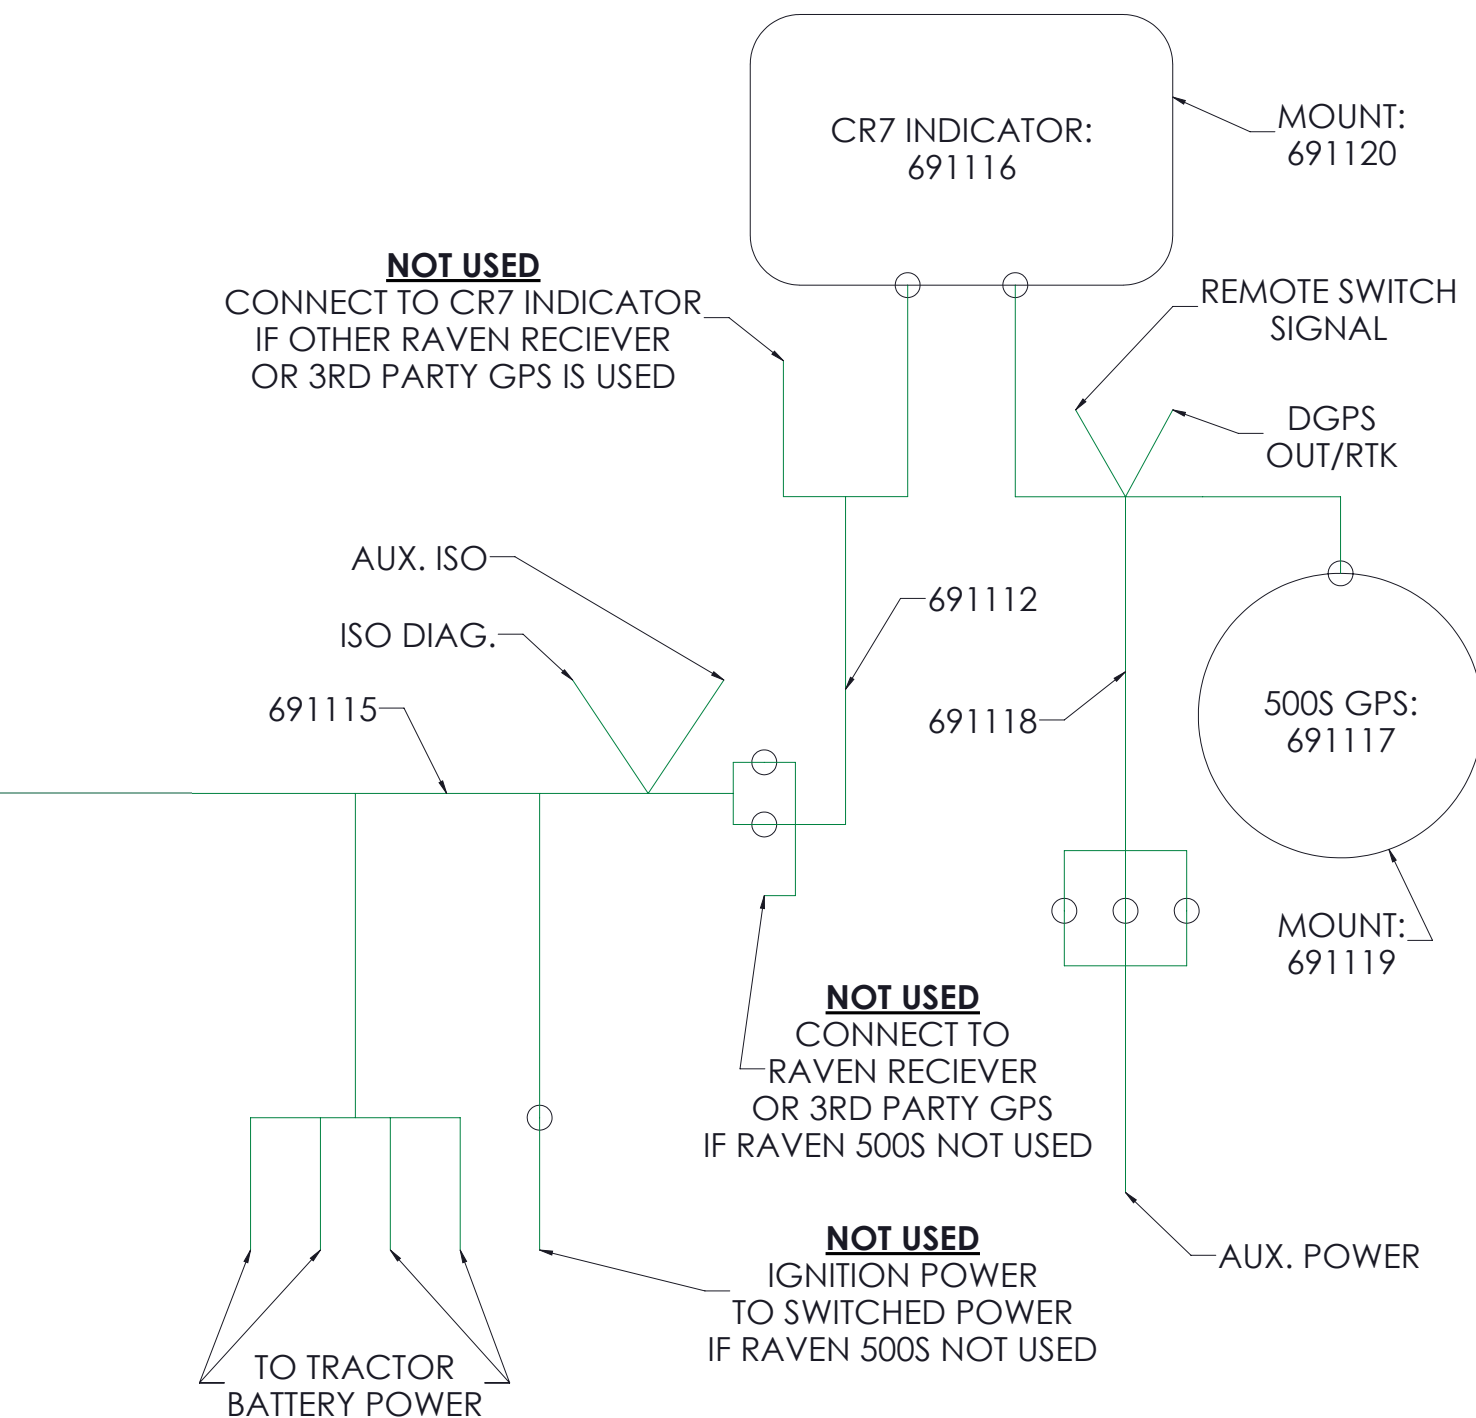 CR7 INDICATOR:
691116
MOUNT:
691120
NOT USED
CONNECT TO CR7 INDICATOR
IF OTHER RAVEN RECIEVER
OR 3RD PARTY GPS IS USED
REMOTE SWITCH
SIGNAL
DGPS
OUT/RTK
AUX. ISO
ISO DIAG.
691115
691112
691118
500S GPS:
691117
MOUNT:
691119
NOT USED
CONNECT TO
RAVEN RECIEVER
OR 3RD PARTY GPS
IF RAVEN 500S NOT USED
NOT USED
IGNITION POWER
TO SWITCHED POWER
IF RAVEN 500S NOT USED
AUX. POWER
TO TRACTOR
BATTERY POWER